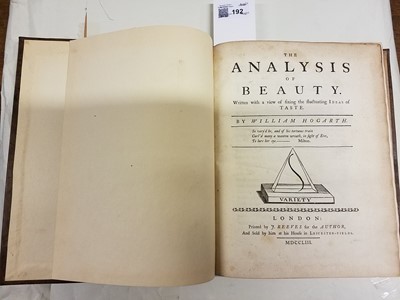 192
THE
ANALYSIS
OF
BEAUTY.
Written with a view of fixing the fluctuating IDEAS of
TASTE.
BY WILLIAM HOGARTH.
So vary'd he, and of his tortuous train
Curl'd many a wanton wreath, in sight of Eve,
To lure her eye.——— Milton.
VARIETY
LONDON:
Printed by J. REEVES for the AUTHOR,
And Sold by him at his House in LEICESTER-FIELDS.
MDCCLIII.